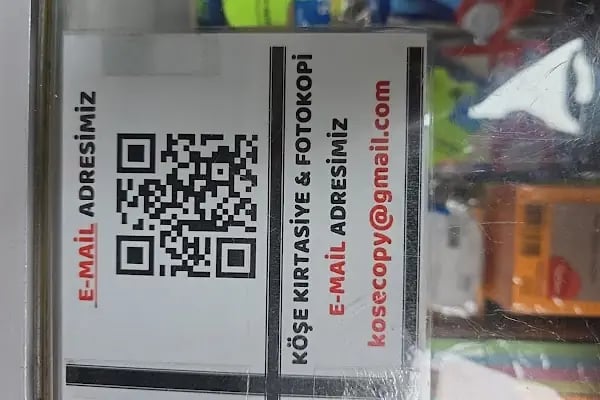 E-MAİL ADRESİMİZ
KÖŞE KIRTASİYE & FOTOKOPİ
E-MAİL ADRESİMİZ
kosecopy@gmail.com